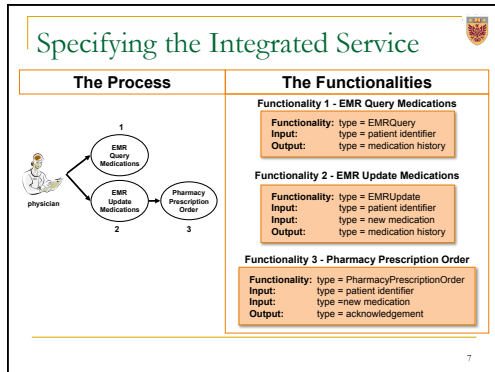 Specifying the Integrated Service
The Process
1
EMR
Query
Medications
physician
EMR
Update
Medications
2
Pharmacy
Prescription
Order
3
The Functionalities
Functionality 1 - EMR Query Medications
Functionality: type = EMRQuery
Input: type = patient identifier
Output: type = medication history
Functionality 2 - EMR Update Medications
Functionality: type = EMRUpdate
Input: type = patient identifier
Input: type = new medication
Output: type = medication history
Functionality 3 - Pharmacy Prescription Order
Functionality: type = PharmacyPrescriptionOrder
Input: type = patient identifier
Input: type =new medication
Output: type = acknowledgement
7